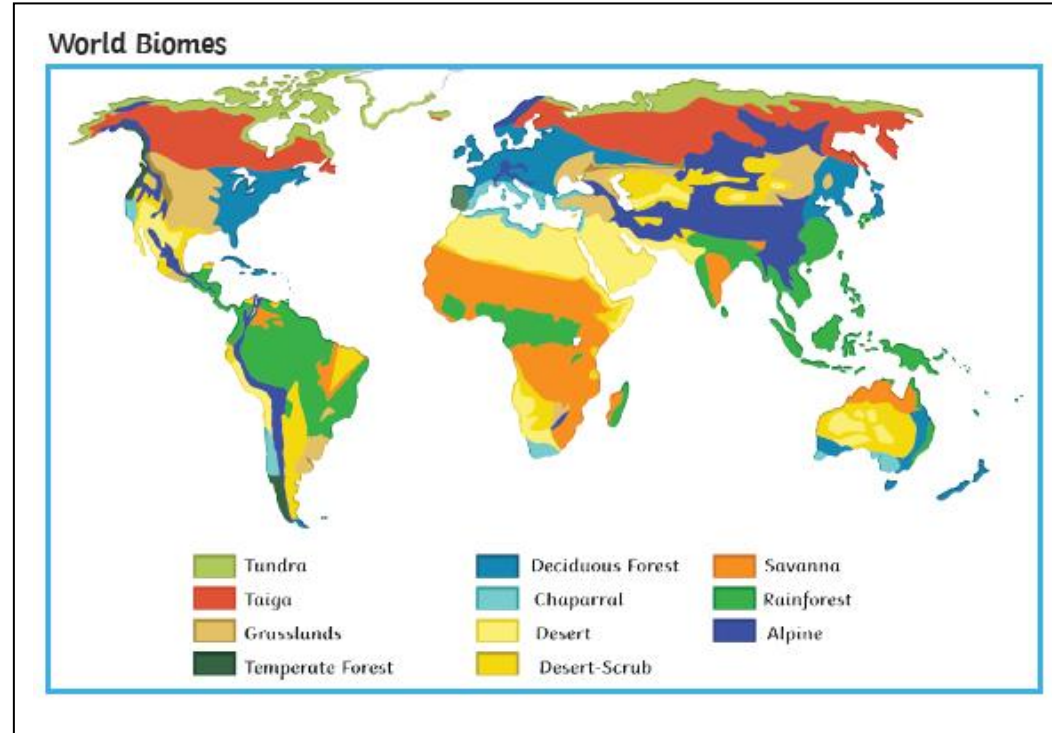 World Biomes
Tundra
Taiga
Grasslands
Temperate Forest
Deciduous Forest
Chaparral
Desert
Desert-Scrub
Savanna
Rainforest
Alpine